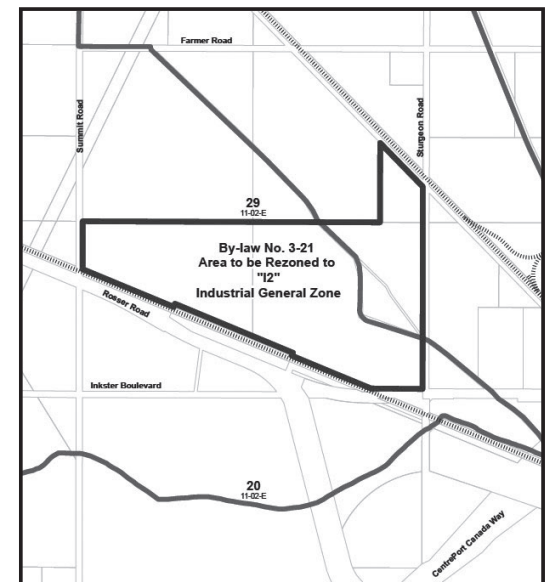 Farmer Road
Summit Road
Sturgeon Road
29
11-02-E
By-law No. 3-21
Area to be Rezoned to
"I2"
Industrial General Zone
Rosser Road
Inkster Boulevard
20
11-02-E
CentrePort Canada Way